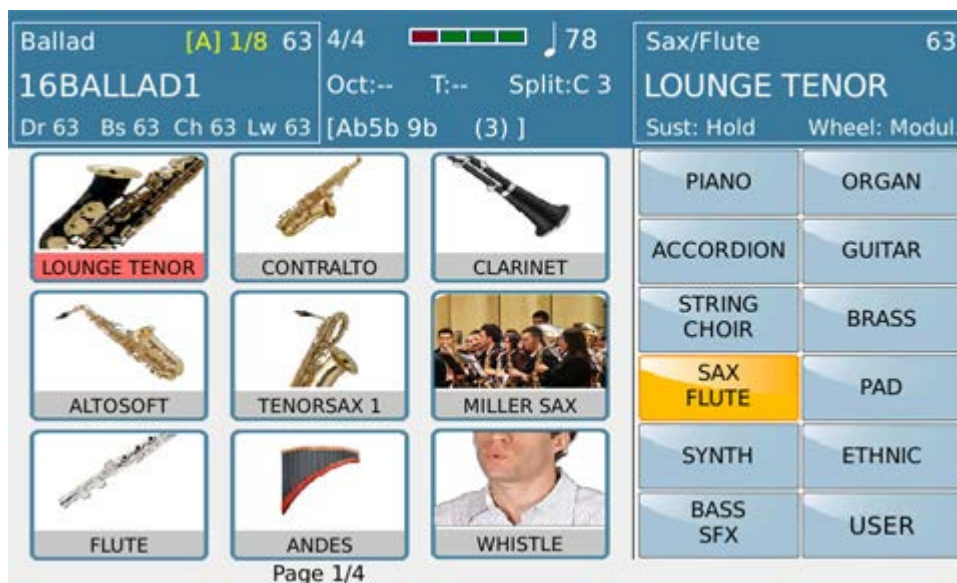 Ballad [A] 1/8 63
16BALLAD1
Dr 63 Bs 63 Ch 63 Lw 63
4/4 78
Oct:-- T:-- Split:C 3
[Ab5b 9b (3) ]
Sax/Flute 63
LOUNGE TENOR
Sust: Hold Wheel: Modul.
LOUNGE TENOR CONTRALTO CLARINET
ALTOSOFT TENORSAX 1 MILLER SAX
FLUTE ANDES WHISTLE
Page 1/4
PIANO ORGAN
ACCORDION GUITAR
STRING
CHOIR
BRASS
SAX
FLUTE
PAD
SYNTH ETHNIC
BASS
SFX
USER